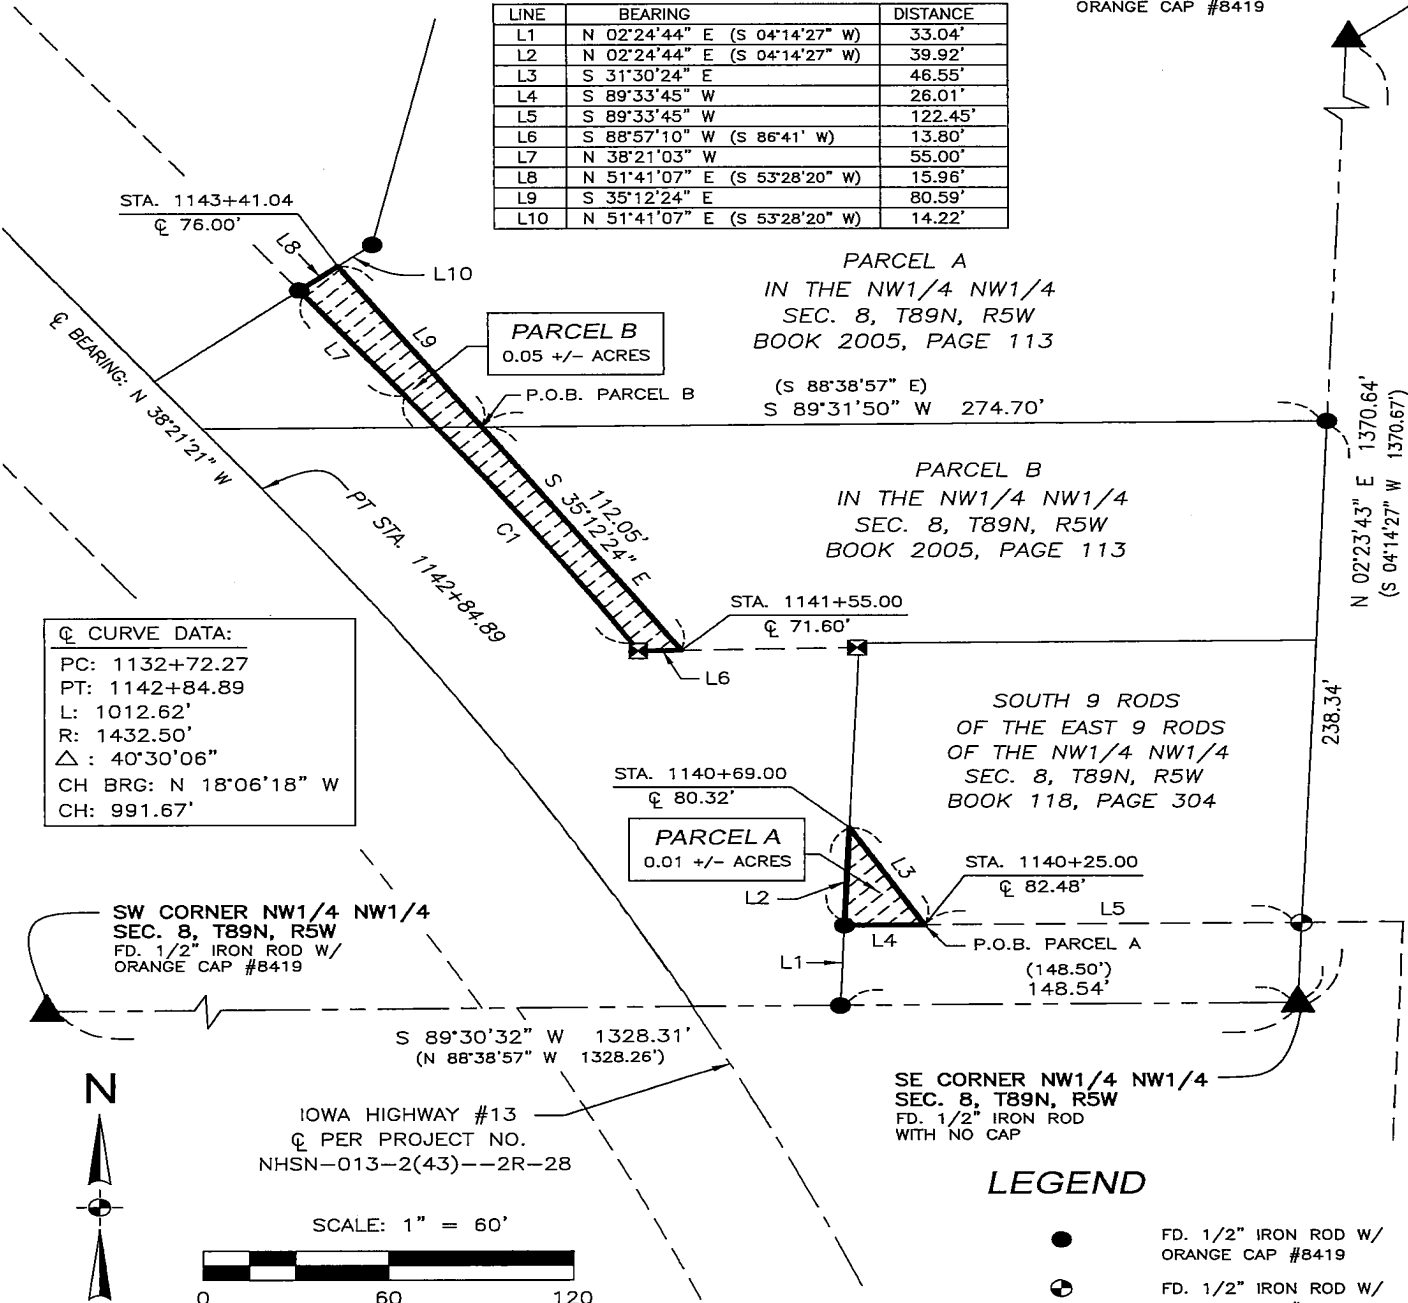 LINE BEARING DISTANCE
L1 N 02°24'44" E (S 04°14'27" W) 33.04'
L2 N 02°24'44" E (S 04°14'27" W) 39.92'
L3 S 31°30'24" E 46.55'
L4 S 89°33'45" W 26.01'
L5 S 89°33'45" W 122.45'
L6 S 88°57'10" W (S 86°41' W) 13.80'
L7 N 38°21'03" W 55.00'
L8 N 51°41'07" E (S 53°28'20" W) 15.96'
L9 S 35°12'24" E 80.59'
L10 N 51°41'07" E (S 53°28'20" W) 14.22'
ORANGE CAP #8419
STA. 1143+41.04
℄ 76.00'
L8
L10
L9
L7
PARCEL B
0.05 +/- ACRES
P.O.B. PARCEL B
PARCEL A
IN THE NW1/4 NW1/4
SEC. 8, T89N, R5W
BOOK 2005, PAGE 113
(S 88°38'57" E)
S 89°31'50" W 274.70'
N 02°23'43" E 1370.64'
(S 04°14'27" W 1370.67')
℄ BEARING: N 38°21'21" W
PT STA. 1142+84.89
C1
112.05'
S 35°12'24" E
PARCEL B
IN THE NW1/4 NW1/4
SEC. 8, T89N, R5W
BOOK 2005, PAGE 113
STA. 1141+55.00
℄ 71.60'
L6
℄ CURVE DATA:
PC: 1132+72.27
PT: 1142+84.89
L: 1012.62'
R: 1432.50'
△ : 40°30'06"
CH BRG: N 18°06'18" W
CH: 991.67'
SOUTH 9 RODS
OF THE EAST 9 RODS
OF THE NW1/4 NW1/4
SEC. 8, T89N, R5W
BOOK 118, PAGE 304
238.34'
STA. 1140+69.00
℄ 80.32'
PARCEL A
0.01 +/- ACRES
L3
L2
STA. 1140+25.00
℄ 82.48'
L5
L4
P.O.B. PARCEL A
L1
(148.50')
148.54'
SW CORNER NW1/4 NW1/4
SEC. 8, T89N, R5W
FD. 1/2" IRON ROD W/
ORANGE CAP #8419
S 89°30'32" W 1328.31'
(N 88°38'57" W 1328.26')
SE CORNER NW1/4 NW1/4
SEC. 8, T89N, R5W
FD. 1/2" IRON ROD
WITH NO CAP
N
IOWA HIGHWAY #13
℄ PER PROJECT NO.
NHSN-013-2(43)--2R-28
SCALE: 1" = 60'
0 60 120
LEGEND
FD. 1/2" IRON ROD W/
ORANGE CAP #8419
FD. 1/2" IRON ROD W/